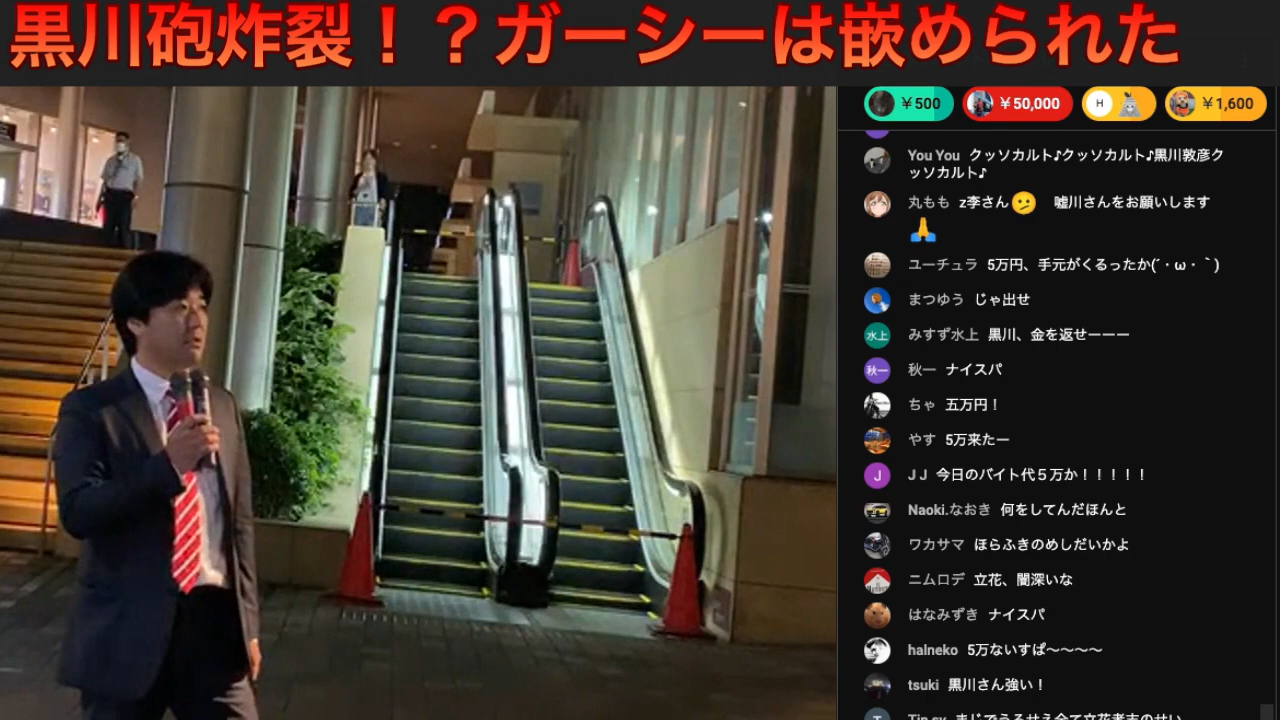 黒川砲炸裂！？ガーシーは嵌められた
￥500 ￥50,000 H ￥1,600
You You クッソカルト♪クッソカルト♪黒川敦彦ク
ッソカルト♪
丸もも z李さん🫤 嘘川さんをお願いします
🙏
ユーチュラ 5万円、手元がくるったか(´・ω・｀)
まつゆう じゃ出せ
水上 みすず水上 黒川、金を返せーーー
秋一 秋一 ナイスパ
ちゃ 五万円！
やす 5万来たー
J J J 今日のバイト代５万か！！！！！
Naoki.なおき 何をしてんだほんと
ワカサマ ほらふきのめしだいかよ
ニムロデ 立花、闇深いな
はなみずき ナイスパ
halneko 5万ないすぱ〜〜〜〜
tsuki 黒川さん強い！